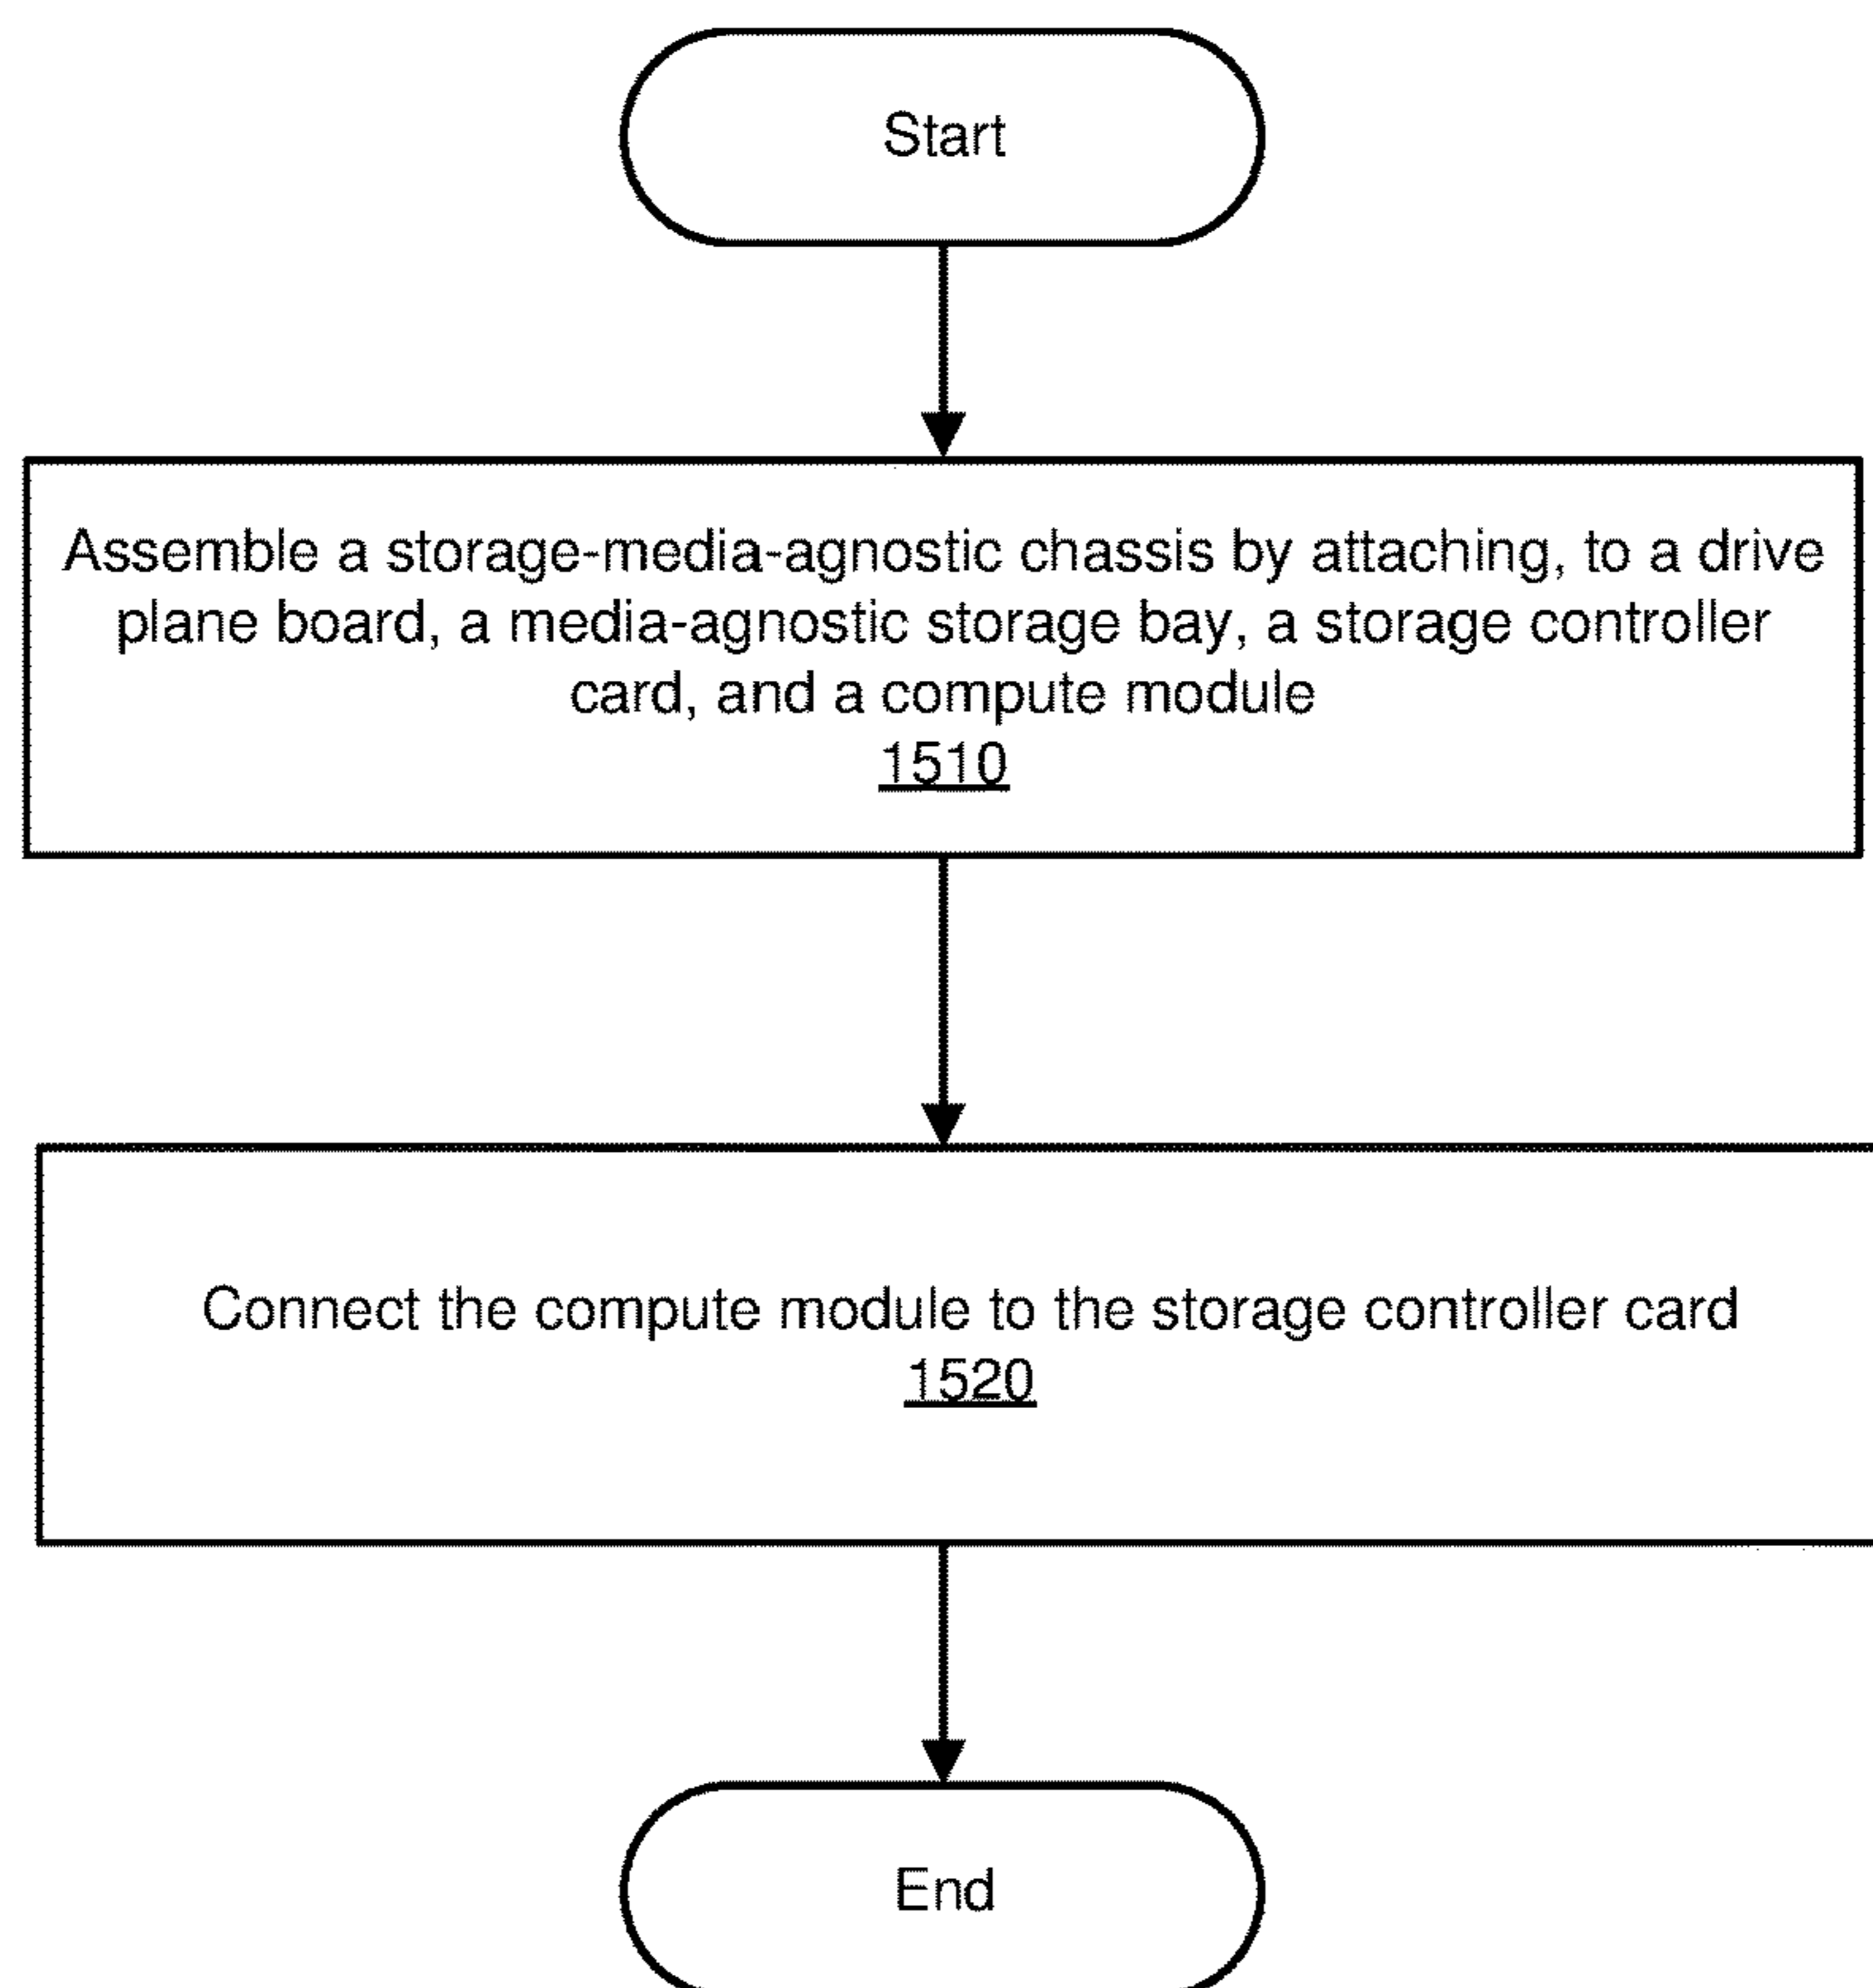 Start
Assemble a storage-media-agnostic chassis by attaching, to a drive
plane board, a media-agnostic storage bay, a storage controller
card, and a compute module
1510
Connect the compute module to the storage controller card
1520
End